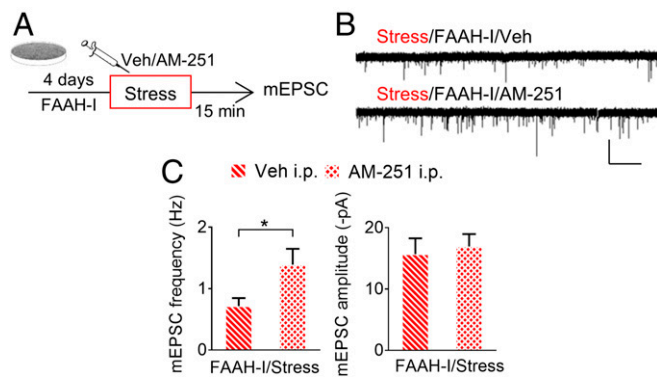 A
Veh/AM-251
4 days
FAAH-I
Stress
15 min
mEPSC
B
Stress/FAAH-I/Veh
Stress/FAAH-I/AM-251
C
Veh i.p.
AM-251 i.p.
mEPSC frequency (Hz)
2
1
0
*
FAAH-I/Stress
mEPSC amplitude (-pA)
20
10
0
FAAH-I/Stress